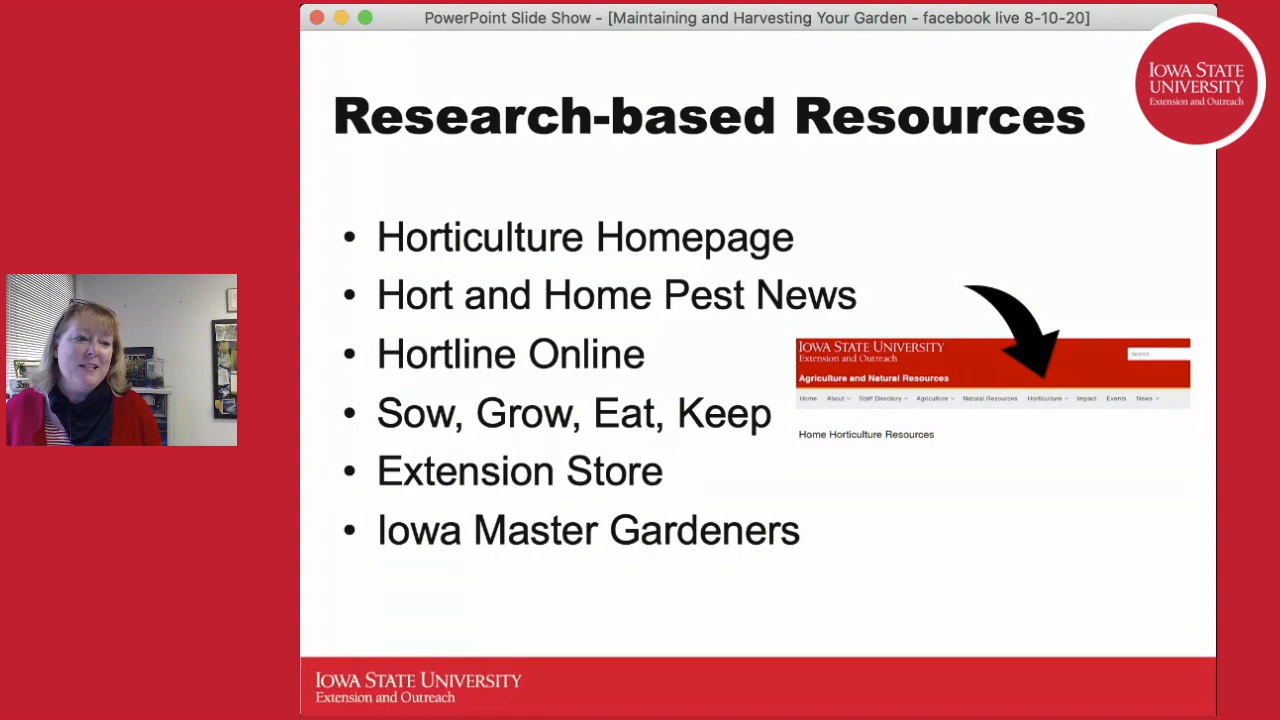 PowerPoint Slide Show - [Maintaining and Harvesting Your Garden - facebook live 8-10-20]
IOWA STATE
UNIVERSITY
Extension and Outreach
Research-based Resources
• Horticulture Homepage
• Hort and Home Pest News
• Hortline Online
• Sow, Grow, Eat, Keep
• Extension Store
• Iowa Master Gardeners
IOWA STATE UNIVERSITY
Extension and Outreach
Search
Agriculture and Natural Resources
Home About Staff Directory Agriculture Natural Resources Horticulture Impact Events News
Home Horticulture Resources
IOWA STATE UNIVERSITY
Extension and Outreach